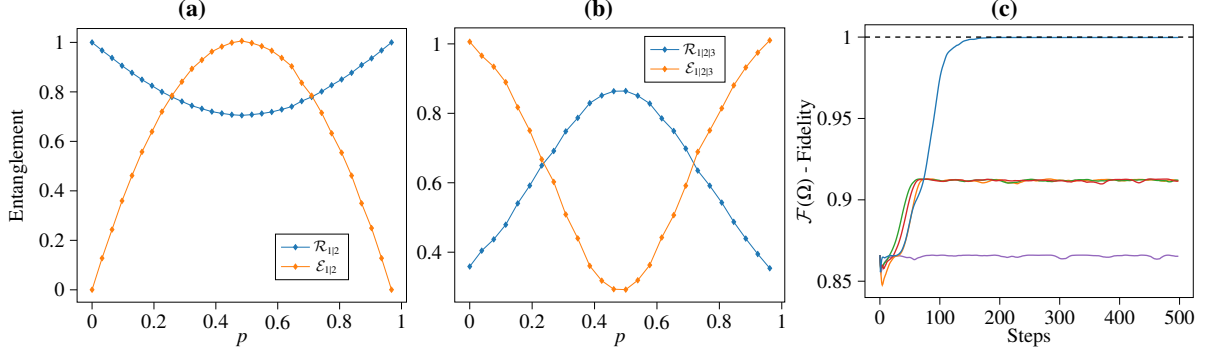 (a)
Entanglement
1
0.8
0.6
0.4
0.2
0
0
0.2
0.4
0.6
0.8
1
p
ℛ1|2
ℰ1|2
(b)
1
0.8
0.6
0.4
0
0.2
0.4
0.6
0.8
1
p
ℛ1|2|3
ℰ1|2|3
(c)
ℱ(Ω) - Fidelity
1
0.95
0.9
0.85
0
100
200
300
400
500
Steps